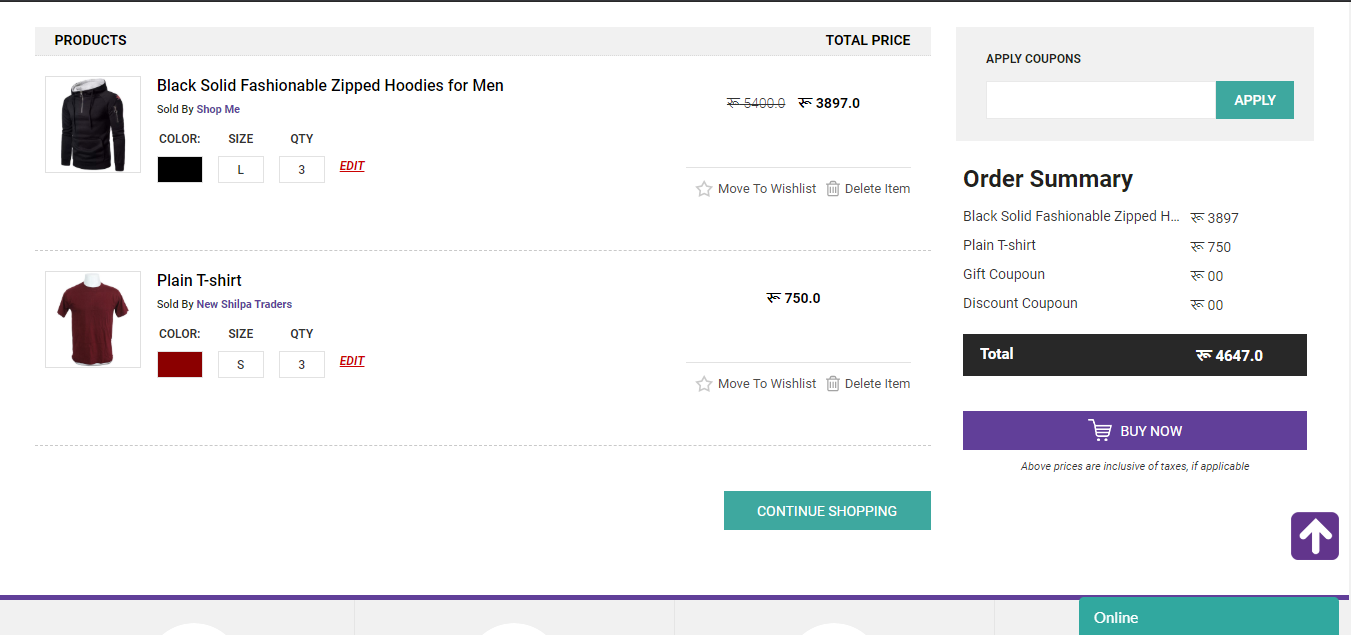 PRODUCTS TOTAL PRICE
Black Solid Fashionable Zipped Hoodies for Men
Sold By Shop Me
रू 5400.0 रू 3897.0
COLOR: SIZE QTY
L 3 EDIT
Move To Wishlist Delete Item
Plain T-shirt
Sold By New Shilpa Traders
रू 750.0
COLOR: SIZE QTY
S 3 EDIT
Move To Wishlist Delete Item
CONTINUE SHOPPING
APPLY COUPONS
APPLY
Order Summary
Black Solid Fashionable Zipped H... रू 3897
Plain T-shirt रू 750
Gift Coupoun रू 00
Discount Coupoun रू 00
Total रू 4647.0
BUY NOW
Above prices are inclusive of taxes, if applicable
Online